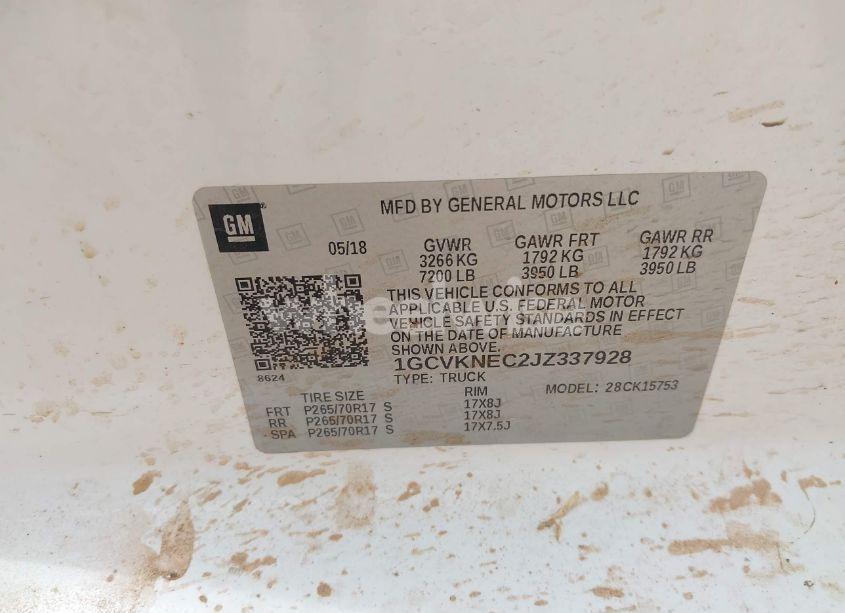 GM
MFD BY GENERAL MOTORS LLC
05/18 GVWR GAWR FRT GAWR RR
3266 KG 1792 KG 1792 KG
7200 LB 3950 LB 3950 LB
THIS VEHICLE CONFORMS TO ALL
APPLICABLE U.S. FEDERAL MOTOR
VEHICLE SAFETY STANDARDS IN EFFECT
ON THE DATE OF MANUFACTURE
SHOWN ABOVE.
1GCVKNEC2JZ337928
8624
TYPE: TRUCK MODEL: 28CK15753
TIRE SIZE RIM
FRT P265/70R17 S 17X8J
RR P265/70R17 S 17X8J
SPA P265/70R17 S 17X7.5J